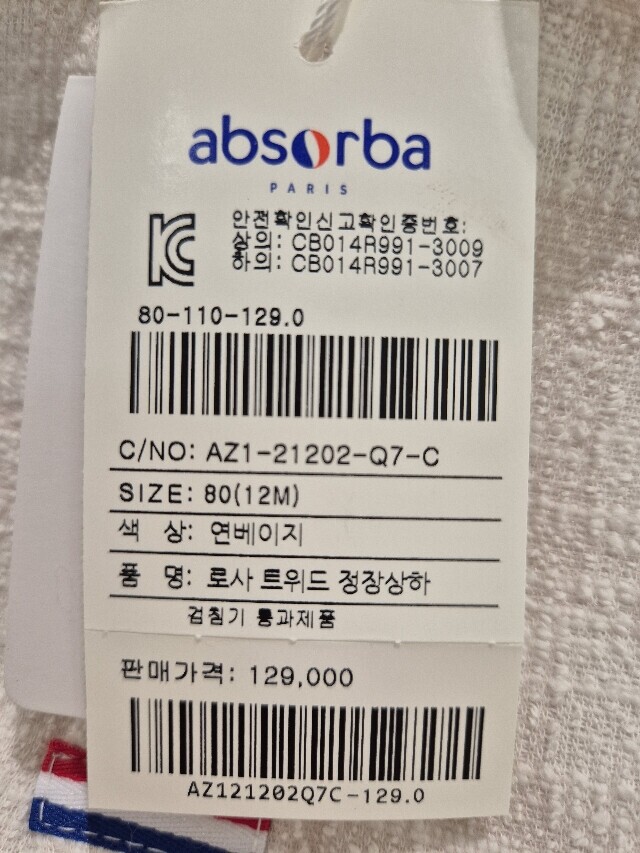 absorba
PARIS
안전확인신고확인증번호:
상의: CB014R991-3009
하의: CB014R991-3007
80-110-129.0
C/NO: AZ1-21202-Q7-C
SIZE: 80(12M)
색 상: 연베이지
품 명: 로사 트위드 정장상하
검침기 통과제품
판매가격: 129,000
AZ121202Q7C-129.0